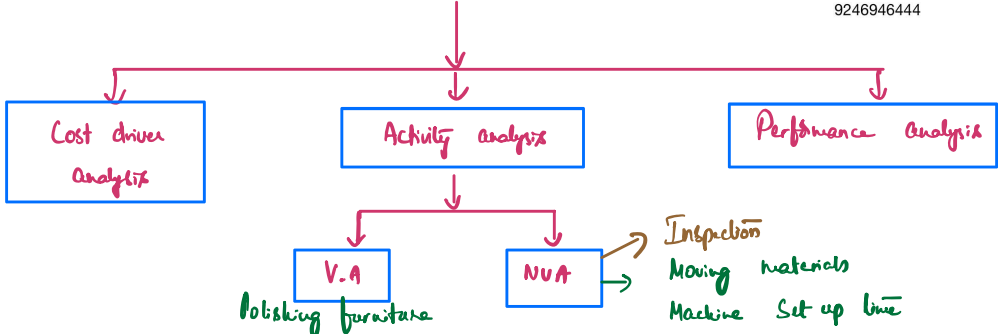 9246946444
Cost driver
analysis
Activity analysis
Performance analysis
V.A
NVA
Inspection
Moving materials
Machine Set up time
Polishing furniture